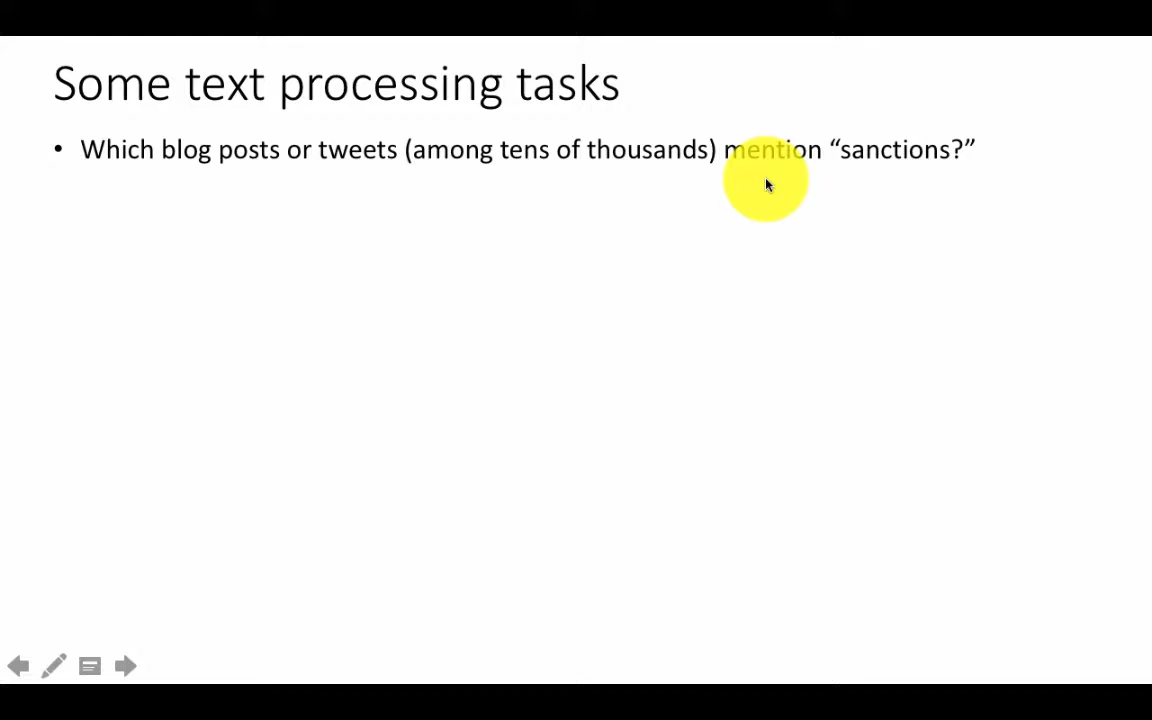 Some text processing tasks
• Which blog posts or tweets (among tens of thousands) mention “sanctions?”